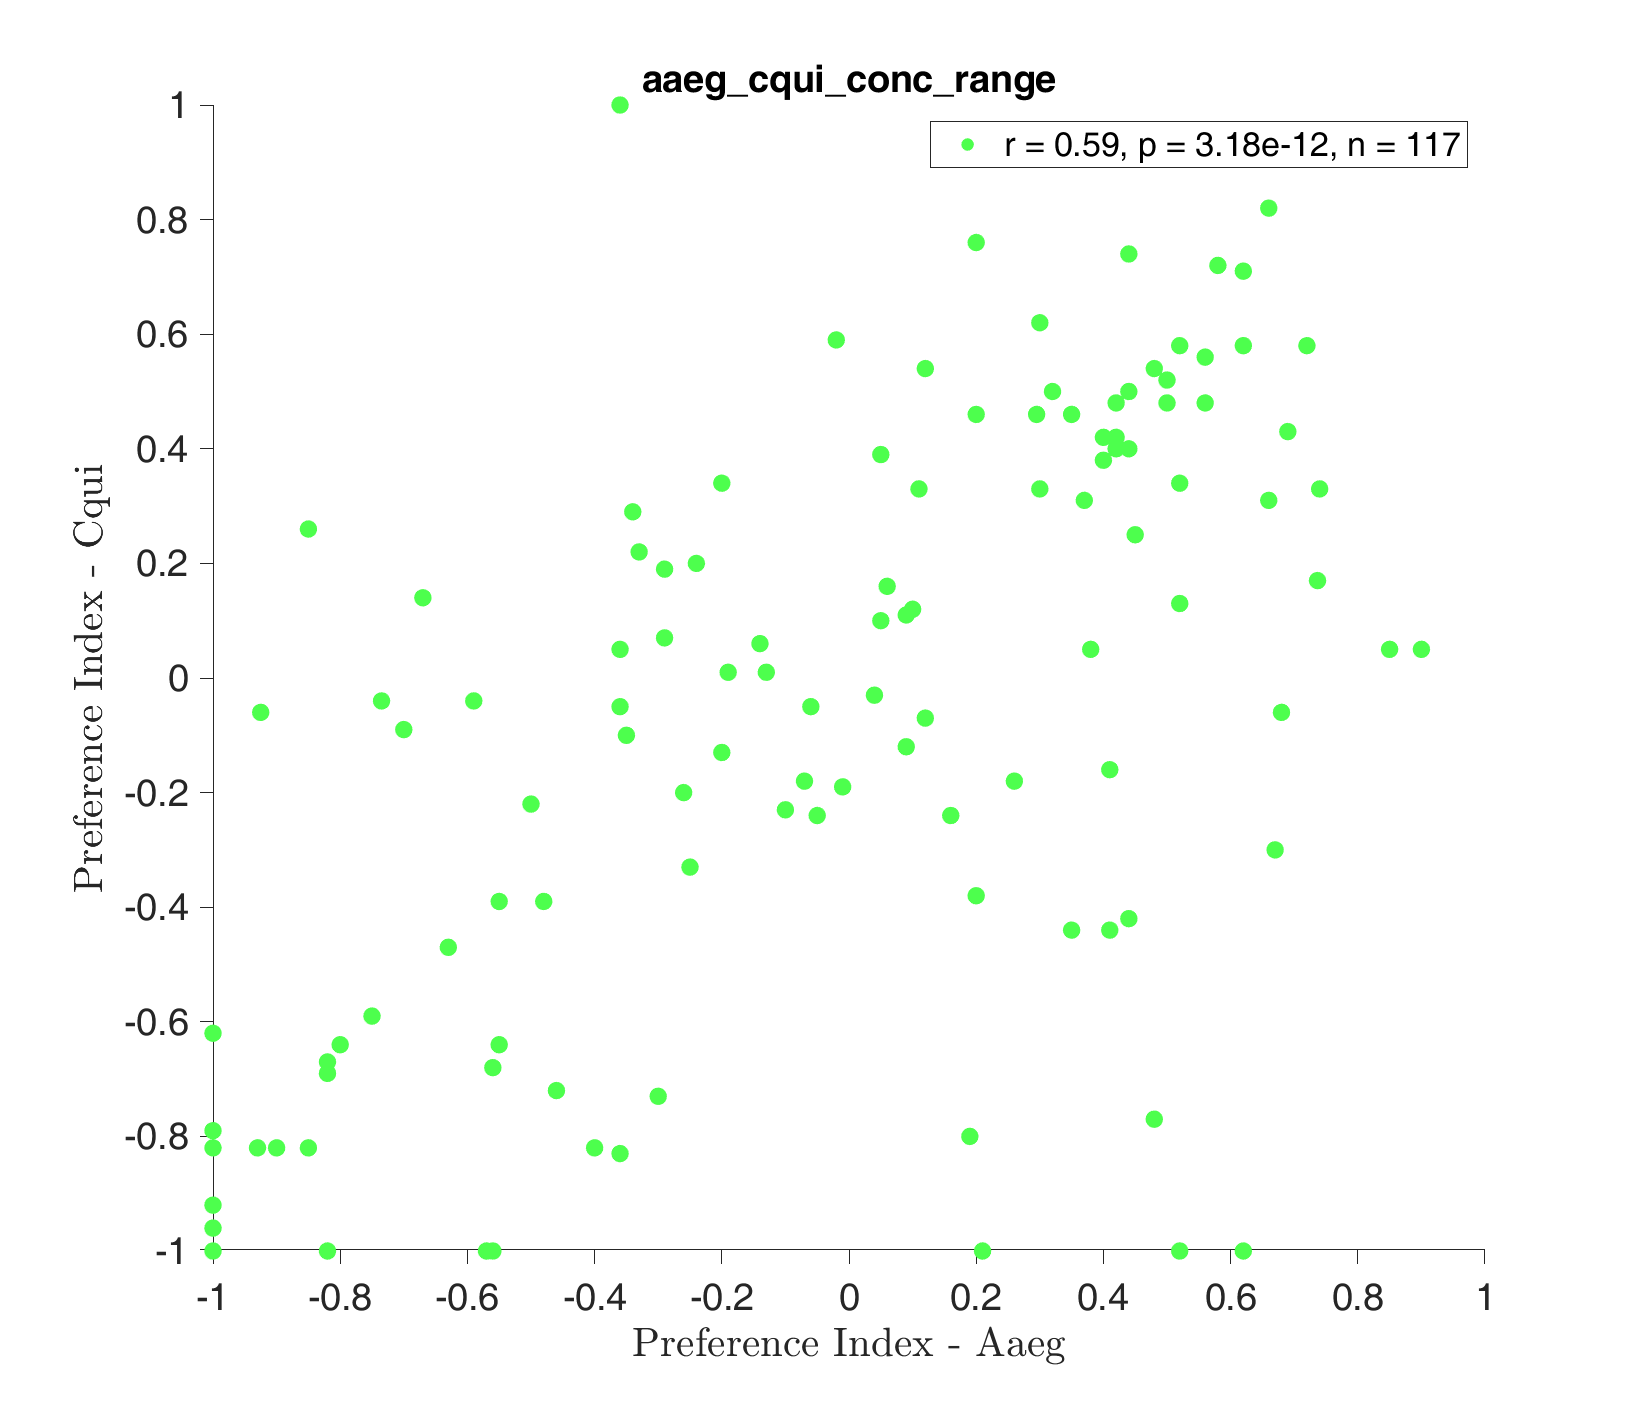 aaeg_cqui_conc_range
r = 0.59, p = 3.18e-12, n = 117
Preference Index - Cqui
1
0.8
0.6
0.4
0.2
0
-0.2
-0.4
-0.6
-0.8
-1
-1 -0.8 -0.6 -0.4 -0.2 0 0.2 0.4 0.6 0.8 1
Preference Index - Aaeg